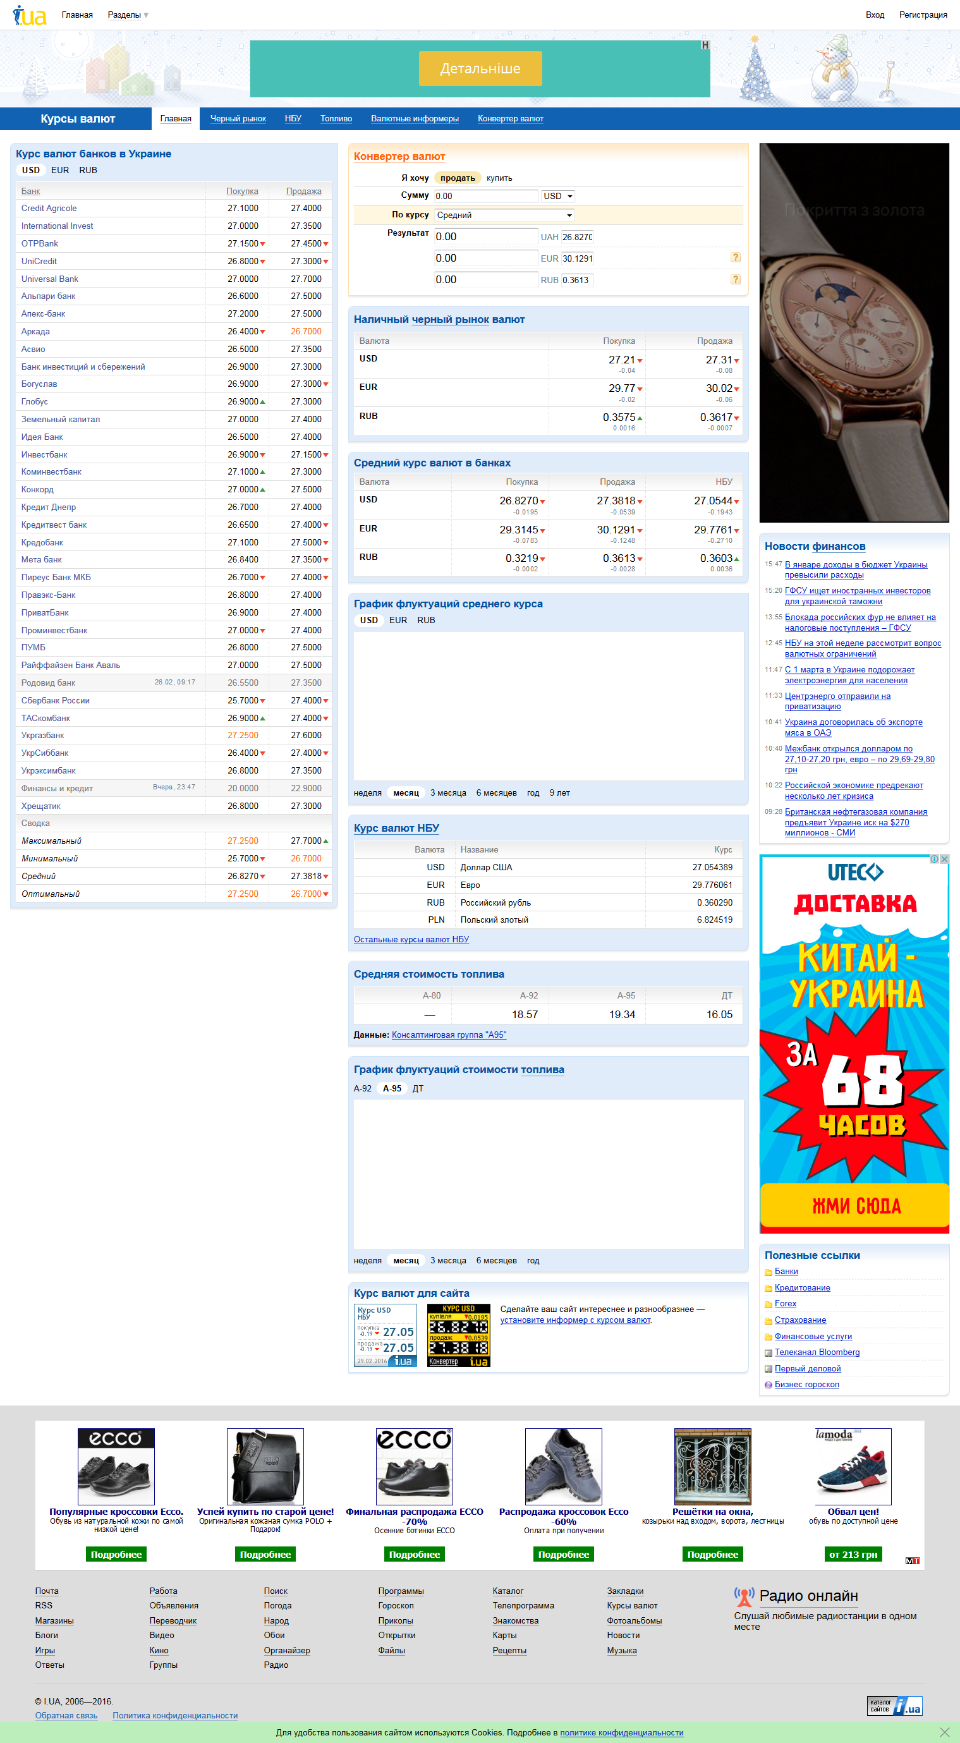 i.ua
Главная Разделы
Вход Регистрация
Детальніше
Курсы валют Главная Черный рынок НБУ Топливо Валютные информеры Конвертер валют
Курс валют банков в Украине
USD EUR RUB
Банк Покупка Продажа
Credit Agricole 27.1000 27.4000
International Invest 27.0000 27.3500
OTPBank 27.1500 27.4500
UniCredit 26.8000 27.3000
Universal Bank 27.0000 27.7000
Альпари банк 26.6000 27.5000
Апекс-банк 27.2000 27.5000
Аркада 26.4000 26.7000
Асвио 26.5000 27.3500
Банк инвестиций и сбережений 26.9000 27.3000
Богуслав 26.9000 27.3000
Глобус 26.9000 27.3000
Земельный капитал 27.0000 27.4000
Идея Банк 26.5000 27.4000
Инвестбанк 26.9000 27.1500
Коминвестбанк 27.1000 27.3000
Конкорд 27.0000 27.5000
Кредит Днепр 26.7000 27.4000
Кредитвест банк 26.6500 27.4000
Кредобанк 27.1000 27.5000
Мета банк 26.8400 27.3500
Пиреус Банк МКБ 26.7000 27.4000
Правэкс-Банк 26.8000 27.4000
ПриватБанк 26.9000 27.4000
Проминвестбанк 27.0000 27.4000
ПУМБ 26.8000 27.5000
Райффайзен Банк Аваль 27.0000 27.5000
Родовид банк 26.02, 09:17 26.5500 27.3500
Сбербанк России 25.7000 27.4000
ТАСкомбанк 26.9000 27.4000
Укргазбанк 27.2500 27.6000
УкрСиббанк 26.4000 27.4000
Укрэксимбанк 26.8000 27.3500
Финансы и кредит Вчера, 23:47 20.0000 22.9000
Хрещатик 26.8000 27.3000
Сводка
Максимальный 27.2500 27.7000
Минимальный 25.7000 26.7000
Средний 26.8270 27.3818
Оптимальный 27.2500 26.7000
Конвертер валют
Я хочу продать купить
Сумму 0.00 USD
По курсу Средний
Результат 0.00 UAH 26.8270
0.00 EUR 30.1291 ?
0.00 RUB 0.3613 ?
Наличный черный рынок валют
Валюта Покупка Продажа
USD 27.21 27.31
-0.04 -0.08
EUR 29.77 30.02
-0.02 -0.06
RUB 0.3575 0.3617
0.0016 -0.0007
Средний курс валют в банках
Валюта Покупка Продажа НБУ
USD 26.8270 27.3818 27.0544
-0.0195 -0.0539 -0.1943
EUR 29.3145 30.1291 29.7761
-0.0783 -0.1248 -0.2710
RUB 0.3219 0.3613 0.3603
-0.0002 -0.0028 0.0036
График флуктуаций среднего курса
USD EUR RUB
неделя месяц 3 месяца 6 месяцев год 9 лет
Курс валют НБУ
Валюта Название Курс
USD Доллар США 27.054389
EUR Евро 29.776061
RUB Российский рубль 0.360290
PLN Польский злотый 6.824519
Остальные курсы валют НБУ
Средняя стоимость топлива
А-80 А-92 А-95 ДТ
— 18.57 19.34 16.05
Данные: Консалтинговая группа "А95"
График флуктуаций стоимости топлива
А-92 А-95 ДТ
неделя месяц 3 месяца 6 месяцев год
Курс валют для сайта
Курс USD
НБУ
покупка
-0.19 27.05
продажа
-0.19 27.05
29.02.2016 i.ua
КУРС USD
купівля 0.0195
26.8270
продаж 0.0539
27.3818
Конвертер i.ua
Сделайте ваш сайт интереснее и разнообразнее —
установите информер с курсом валют.
Покриття з золота
Новости финансов
15:47 В январе доходы в бюджет Украины
превысили расходы
15:20 ГФСУ ищет иностранных инвесторов
для украинской таможни
13:55 Блокада российских фур не влияет на
налоговые поступления – ГФСУ
12:45 НБУ на этой неделе рассмотрит вопрос
валютных ограничений
11:47 С 1 марта в Украине подорожает
электроэнергия для населения
11:33 Центрэнерго отправили на
приватизацию
10:41 Украина договорилась об экспорте
мяса в ОАЭ
10:40 Межбанк открылся долларом по
27,10-27,20 грн, евро – по 29,69-29,80
грн
10:22 Российской экономике предрекают
несколько лет кризиса
09:28 Британская нефтегазовая компания
предъявит Украине иск на $270
миллионов - СМИ
UTEC
ДОСТАВКА
КИТАЙ -
УКРАИНА
ЗА
68
ЧАСОВ
ЖМИ СЮДА
Полезные ссылки
Банки
Кредитование
Forex
Страхование
Финансовые услуги
Телеканал Bloomberg
Первый деловой
Бизнес гороскоп
ecco ecco lamoda
Популярные кроссовки Ecco.
Обувь из натуральной кожи по самой
низкой цене!
Подробнее
Успей купить по старой цене!
Оригинальная кожаная сумка POLO +
Подарок!
Подробнее
Финальная распродажа ECCO
-70%
Осенние ботинки ECCO
Подробнее
Распродажа кроссовок Ecco
-60%
Оплата при получении
Подробнее
Решётки на окна,
козырьки над входом, ворота, лестницы
Подробнее
Обвал цен!
обувь по доступной цене
от 213 грн
МТ
Почта Работа Поиск Программы Каталог Закладки
RSS Объявления Погода Гороскоп Телепрограмма Курсы валют
Магазины Переводчик Народ Приколы Знакомства Фотоальбомы
Блоги Видео Обои Открытки Карты Новости
Игры Кино Органайзер Файлы Рецепты Музыка
Ответы Группы Радио
Радио онлайн
Слушай любимые радиостанции в одном
месте
© I.UA, 2006—2016.
Обратная связь Политика конфиденциальности
каталог
сайтов i.ua
Для удобства пользования сайтом используются Cookies. Подробнее в политике конфиденциальности